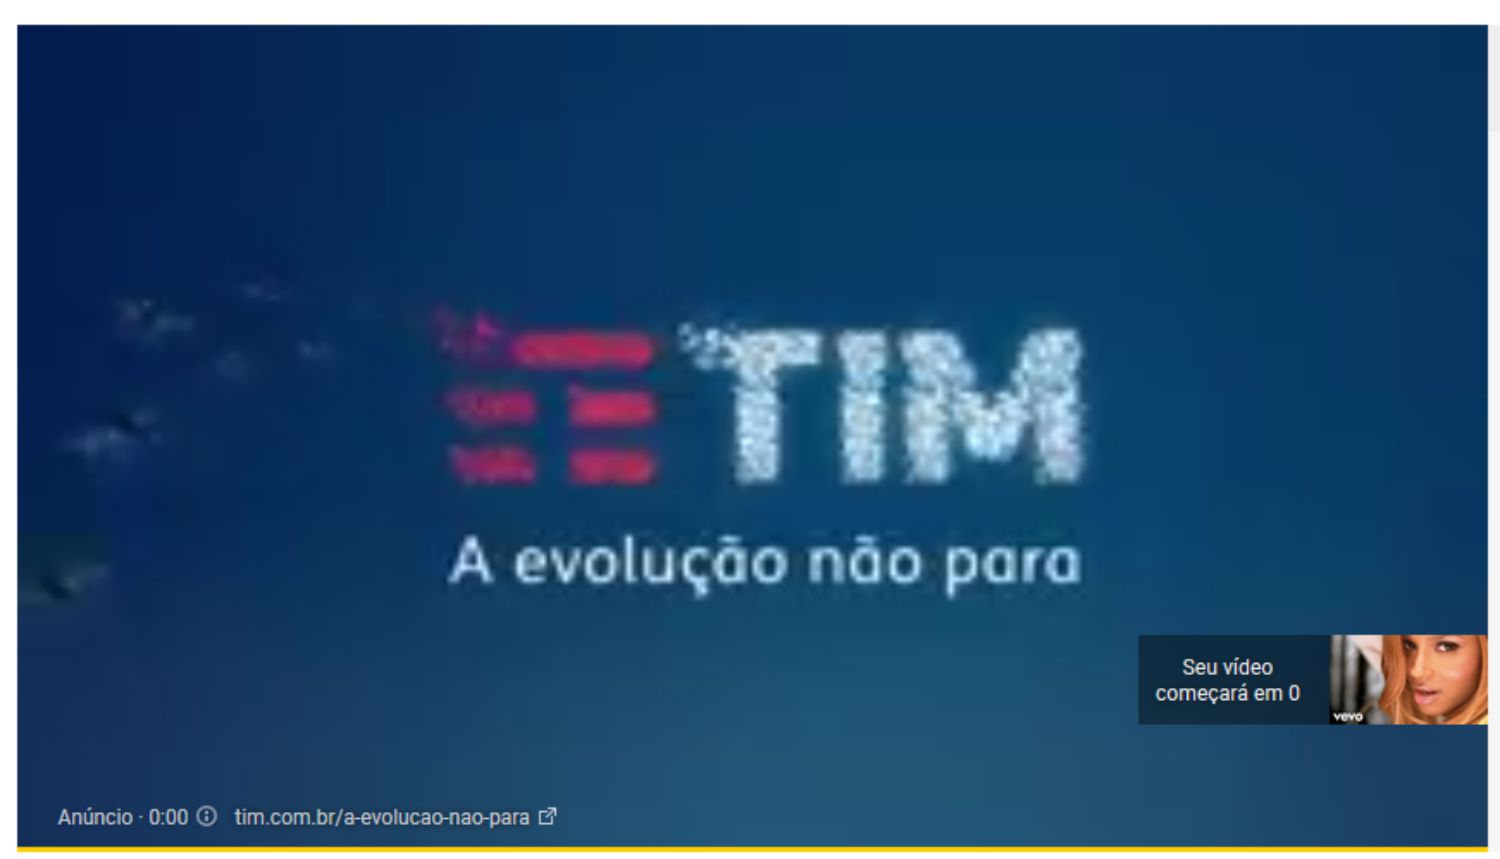 TIM
A evolução não para
Seu vídeo
começará em 0
vevo
Anúncio · 0:00 tim.com.br/a-evolucao-nao-para